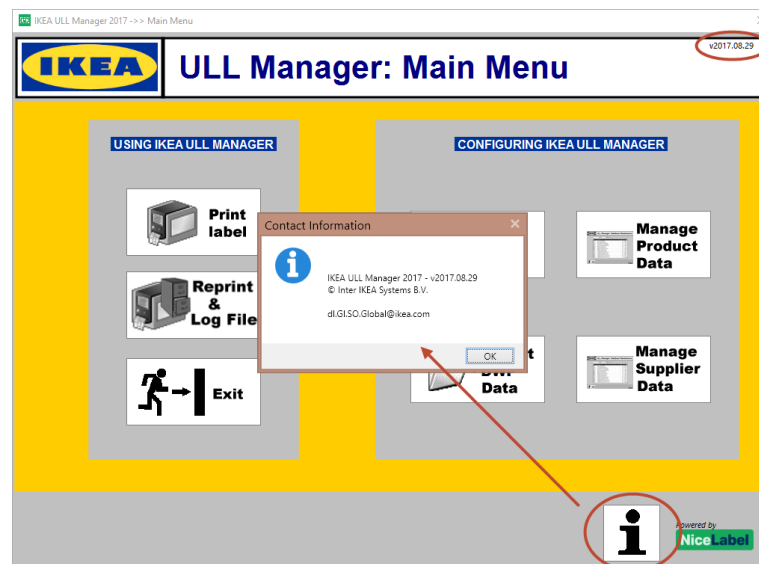 IKEA ULL Manager 2017 ->> Main Menu
IKEA
ULL Manager: Main Menu
v2017.08.29
USING IKEA ULL MANAGER
CONFIGURING IKEA ULL MANAGER
Print
label
Reprint
&
Log File
Exit
Contact Information
IKEA ULL Manager 2017 - v2017.08.29
© Inter IKEA Systems B.V.
dl.GI.SO.Global@ikea.com
OK
Data
Manage
Product
Data
Manage
Supplier
Data
Powered by
NiceLabel